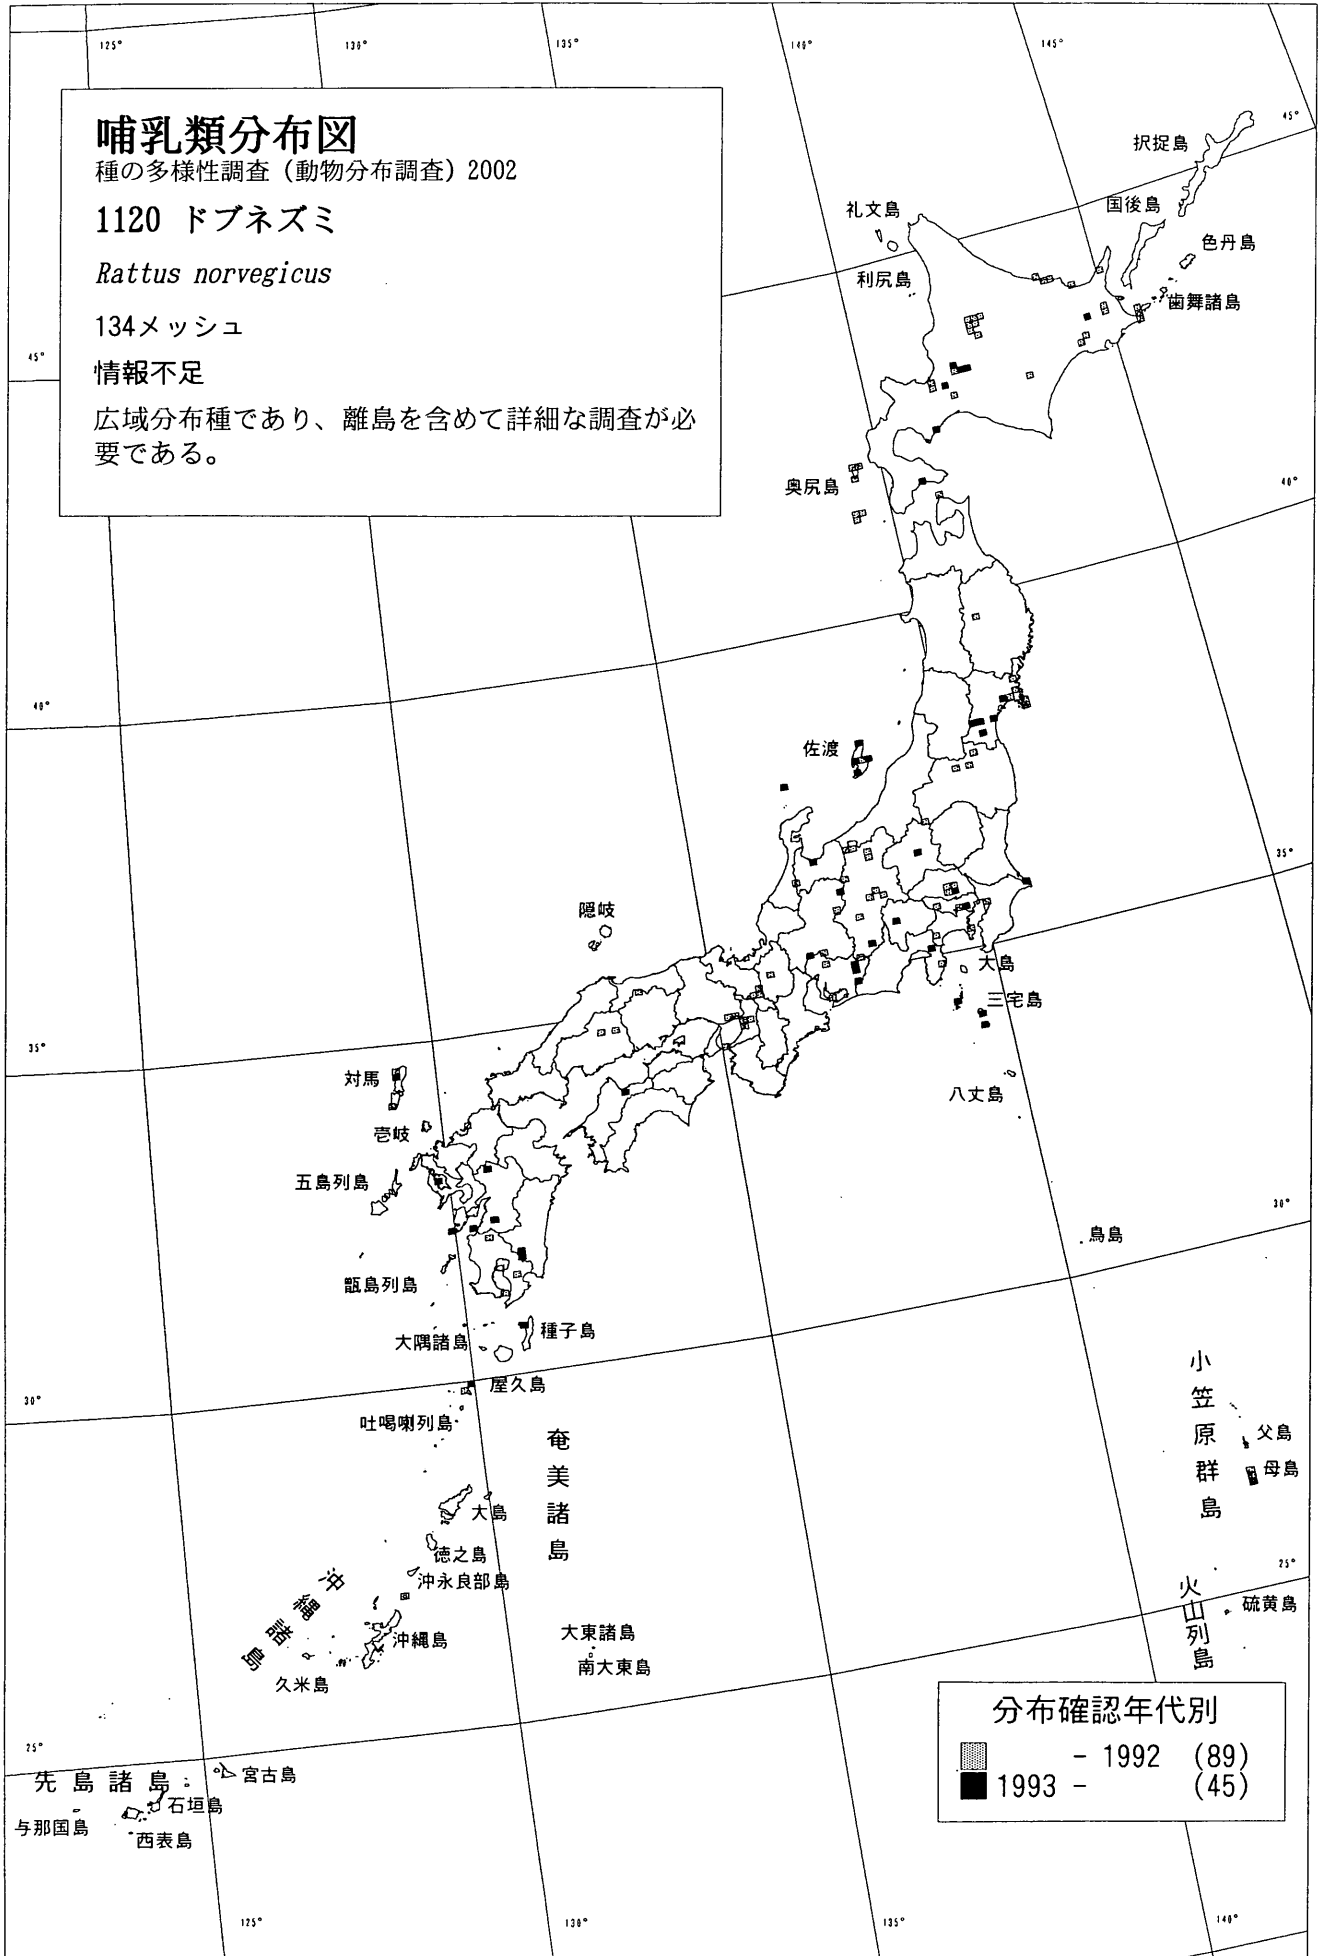 125°
130°
135°
140°
145°
45°
哺乳類分布図
種の多様性調査（動物分布調査）2002
1120 ドブネズミ
Rattus norvegicus
134メッシュ
情報不足
広域分布種であり、離島を含めて詳細な調査が必
要である。
択捉島
国後島
色丹島
歯舞諸島
礼文島
利尻島
45°
奥尻島
40°
40°
佐渡
35°
隠岐
大島
三宅島
八丈島
35°
対馬
壱岐
五島列島
甑島列島
鳥島
30°
大隅諸島
種子島
屋久島
30°
吐喝喇列島
奄美諸島
大島
徳之島
沖永良部島
小笠原群島
父島
母島
沖縄諸島
沖縄島
久米島
大東諸島
南大東島
25°
火山列島
硫黄島
25°
先島諸島
宮古島
石垣島
与那国島
西表島
分布確認年代別
- 1992 (89)
1993 - (45)
125°
130°
135°
140°